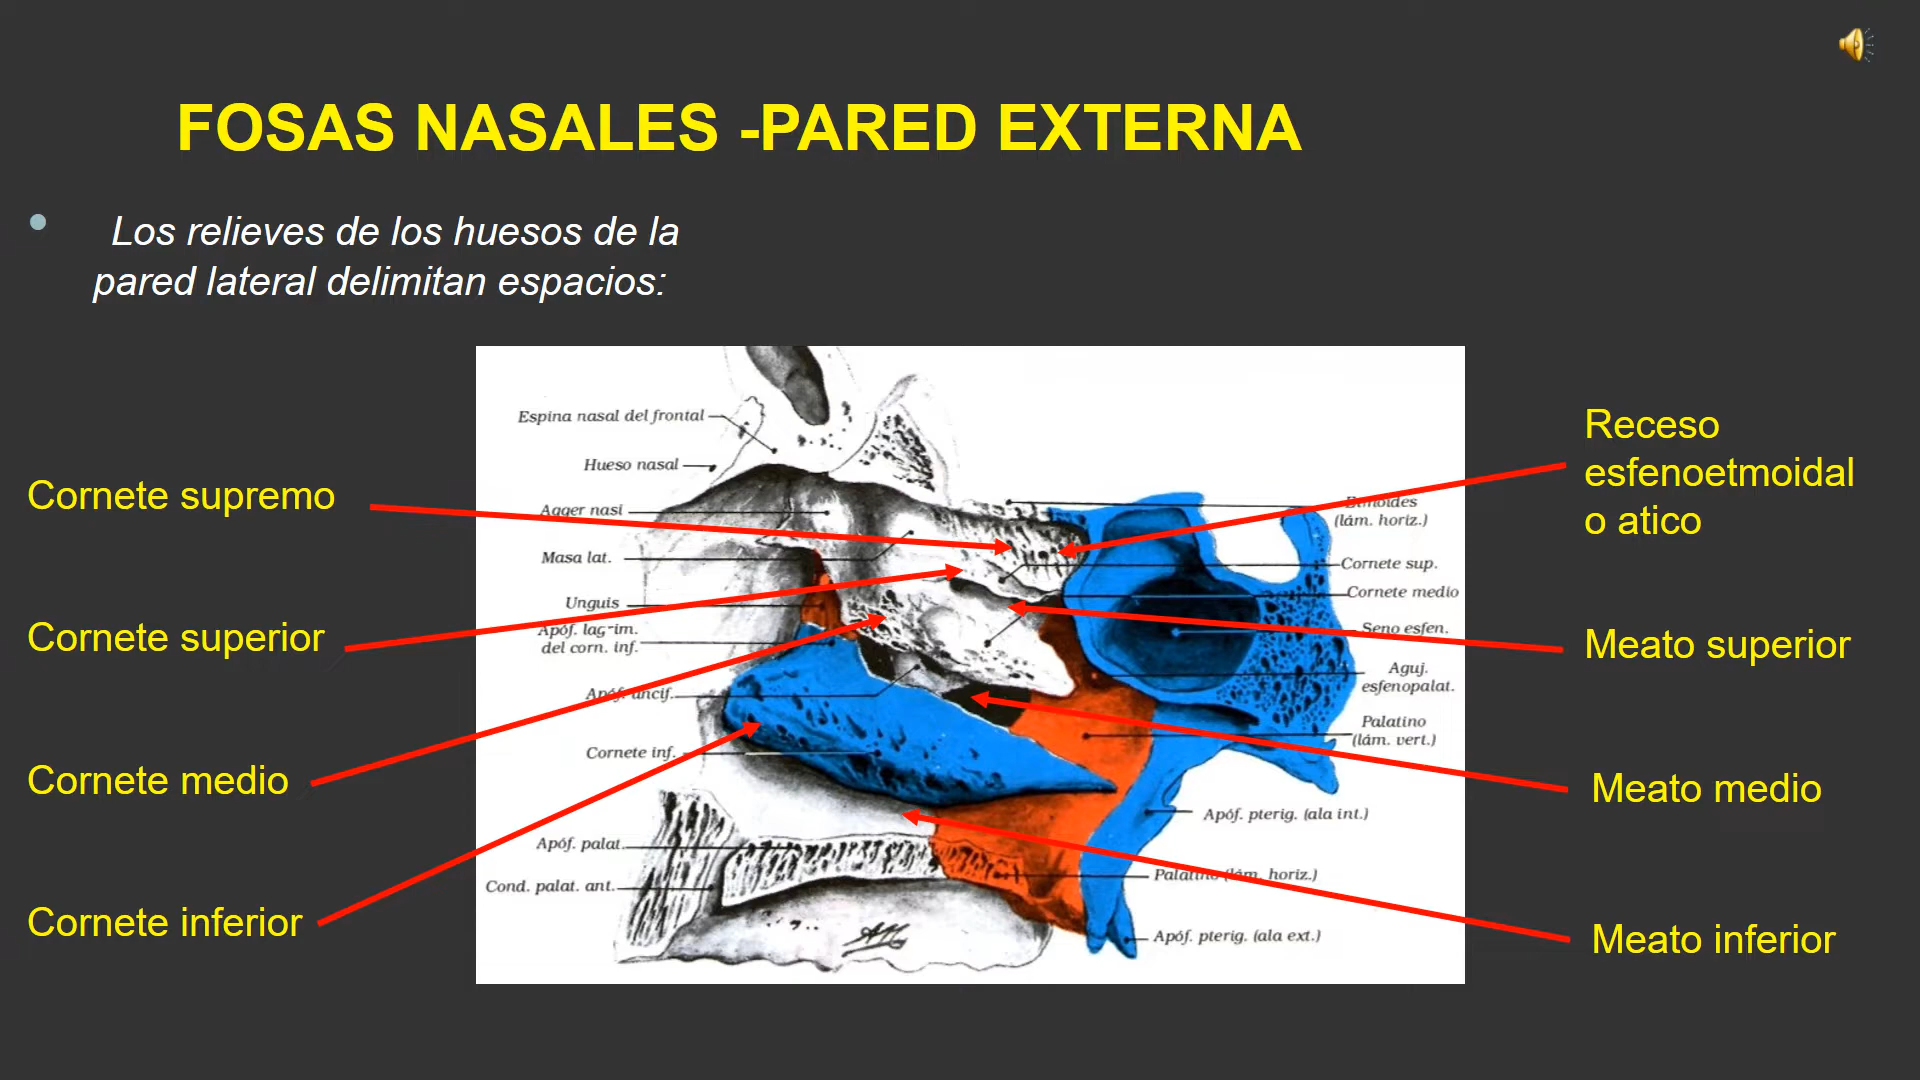 FOSAS NASALES -PARED EXTERNA
Los relieves de los huesos de la
pared lateral delimitan espacios:
Cornete supremo
Cornete superior
Cornete medio
Cornete inferior
Espina nasal del frontal
Hueso nasal
Agger nasi
Masa lat.
Unguis
Apóf. lagrim.
del corn. inf.
Apóf. uncif.
Cornete inf.
Apóf. palat.
Cond. palat. ant.
Etmoides
(lám. horiz.)
Cornete sup.
Cornete medio
Seno esfen.
Aguj.
esfenopalat.
Palatino
(lám. vert.)
Apóf. pterig. (ala int.)
Palatino (lám. horiz.)
Apóf. pterig. (ala ext.)
Receso
esfenoetmoidal
o atico
Meato superior
Meato medio
Meato inferior